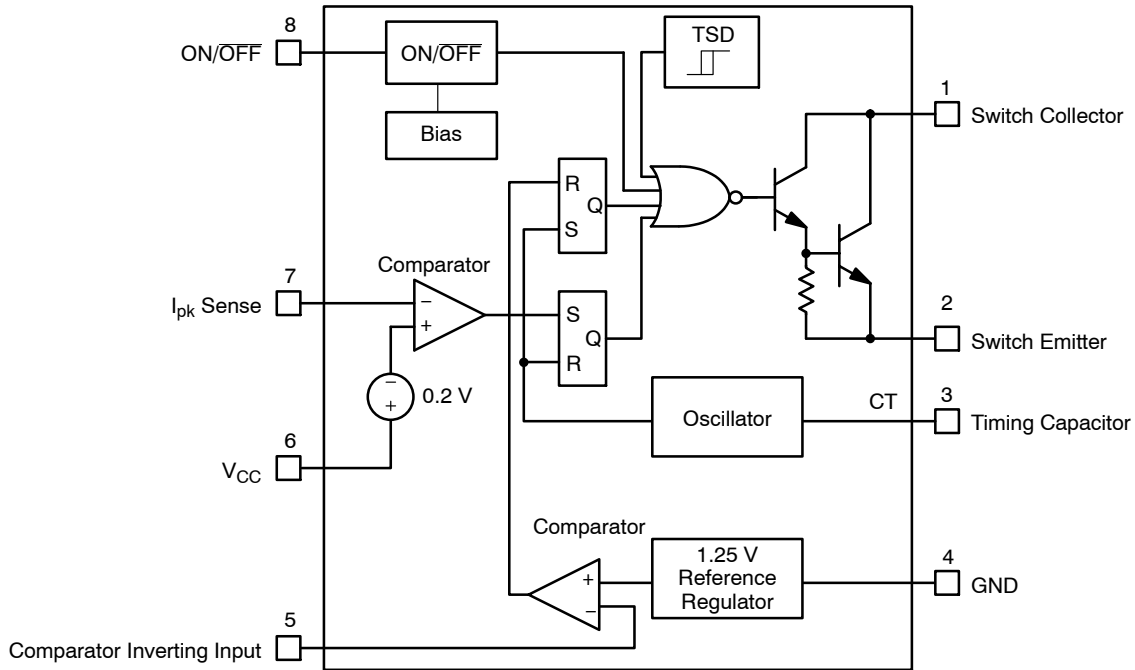 8
ON/OFF
ON/OFF
Bias
TSD
1
Switch Collector
R
Q
S
Comparator
7
Ipk Sense
−
+
S
Q
R
2
Switch Emitter
−
+
0.2 V
Oscillator
CT
3
Timing Capacitor
6
VCC
Comparator
+
−
1.25 V
Reference
Regulator
4
GND
5
Comparator Inverting Input